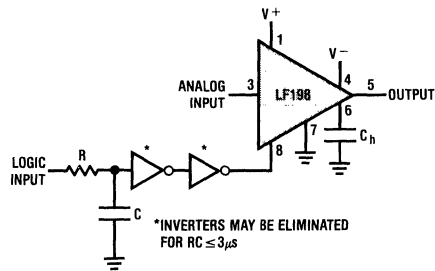 V+
1
V−
ANALOG
INPUT
3
LF198
4
5
OUTPUT
6
7
8
Ch
LOGIC
INPUT
R
*
*
C
*INVERTERS MAY BE ELIMINATED
FOR RC ≤ 3μs